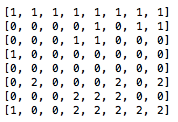 [1, 1, 1, 1, 1, 1, 1, 1]
[0, 0, 0, 0, 1, 0, 1, 1]
[0, 0, 0, 1, 1, 0, 0, 0]
[1, 0, 0, 0, 0, 0, 0, 0]
[0, 0, 0, 0, 0, 0, 0, 0]
[0, 2, 0, 0, 0, 2, 0, 2]
[0, 0, 0, 2, 2, 2, 0, 0]
[1, 0, 0, 2, 2, 2, 2, 2]